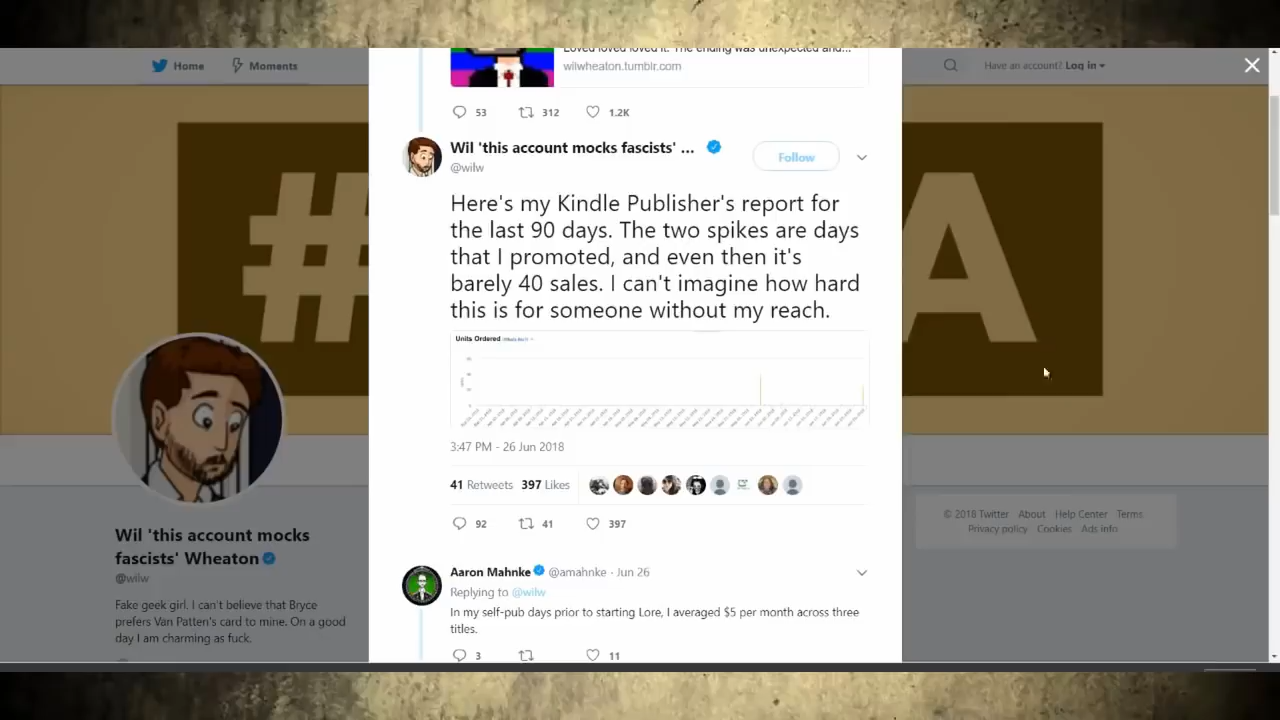 Loved loved loved it. The ending was unexpected and...
wilwheaton.tumblr.com
Home
Moments
Have an account? Log in
53 312 1.2K
Wil 'this account mocks fascists' ...
@wilw
Follow
Here's my Kindle Publisher's report for
the last 90 days. The two spikes are days
that I promoted, and even then it's
barely 40 sales. I can't imagine how hard
this is for someone without my reach.
# A
Units Ordered
3:47 PM - 26 Jun 2018
41 Retweets 397 Likes
92 41 397
Aaron Mahnke @amahnke · Jun 26
Replying to @wilw
In my self-pub days prior to starting Lore, I averaged $5 per month across three
titles.
3 11
Wil 'this account mocks
fascists' Wheaton
@wilw
Fake geek girl. I can't believe that Bryce
prefers Van Patten's card to mine. On a good
day I am charming as fuck.
© 2018 Twitter About Help Center Terms
Privacy policy Cookies Ads info